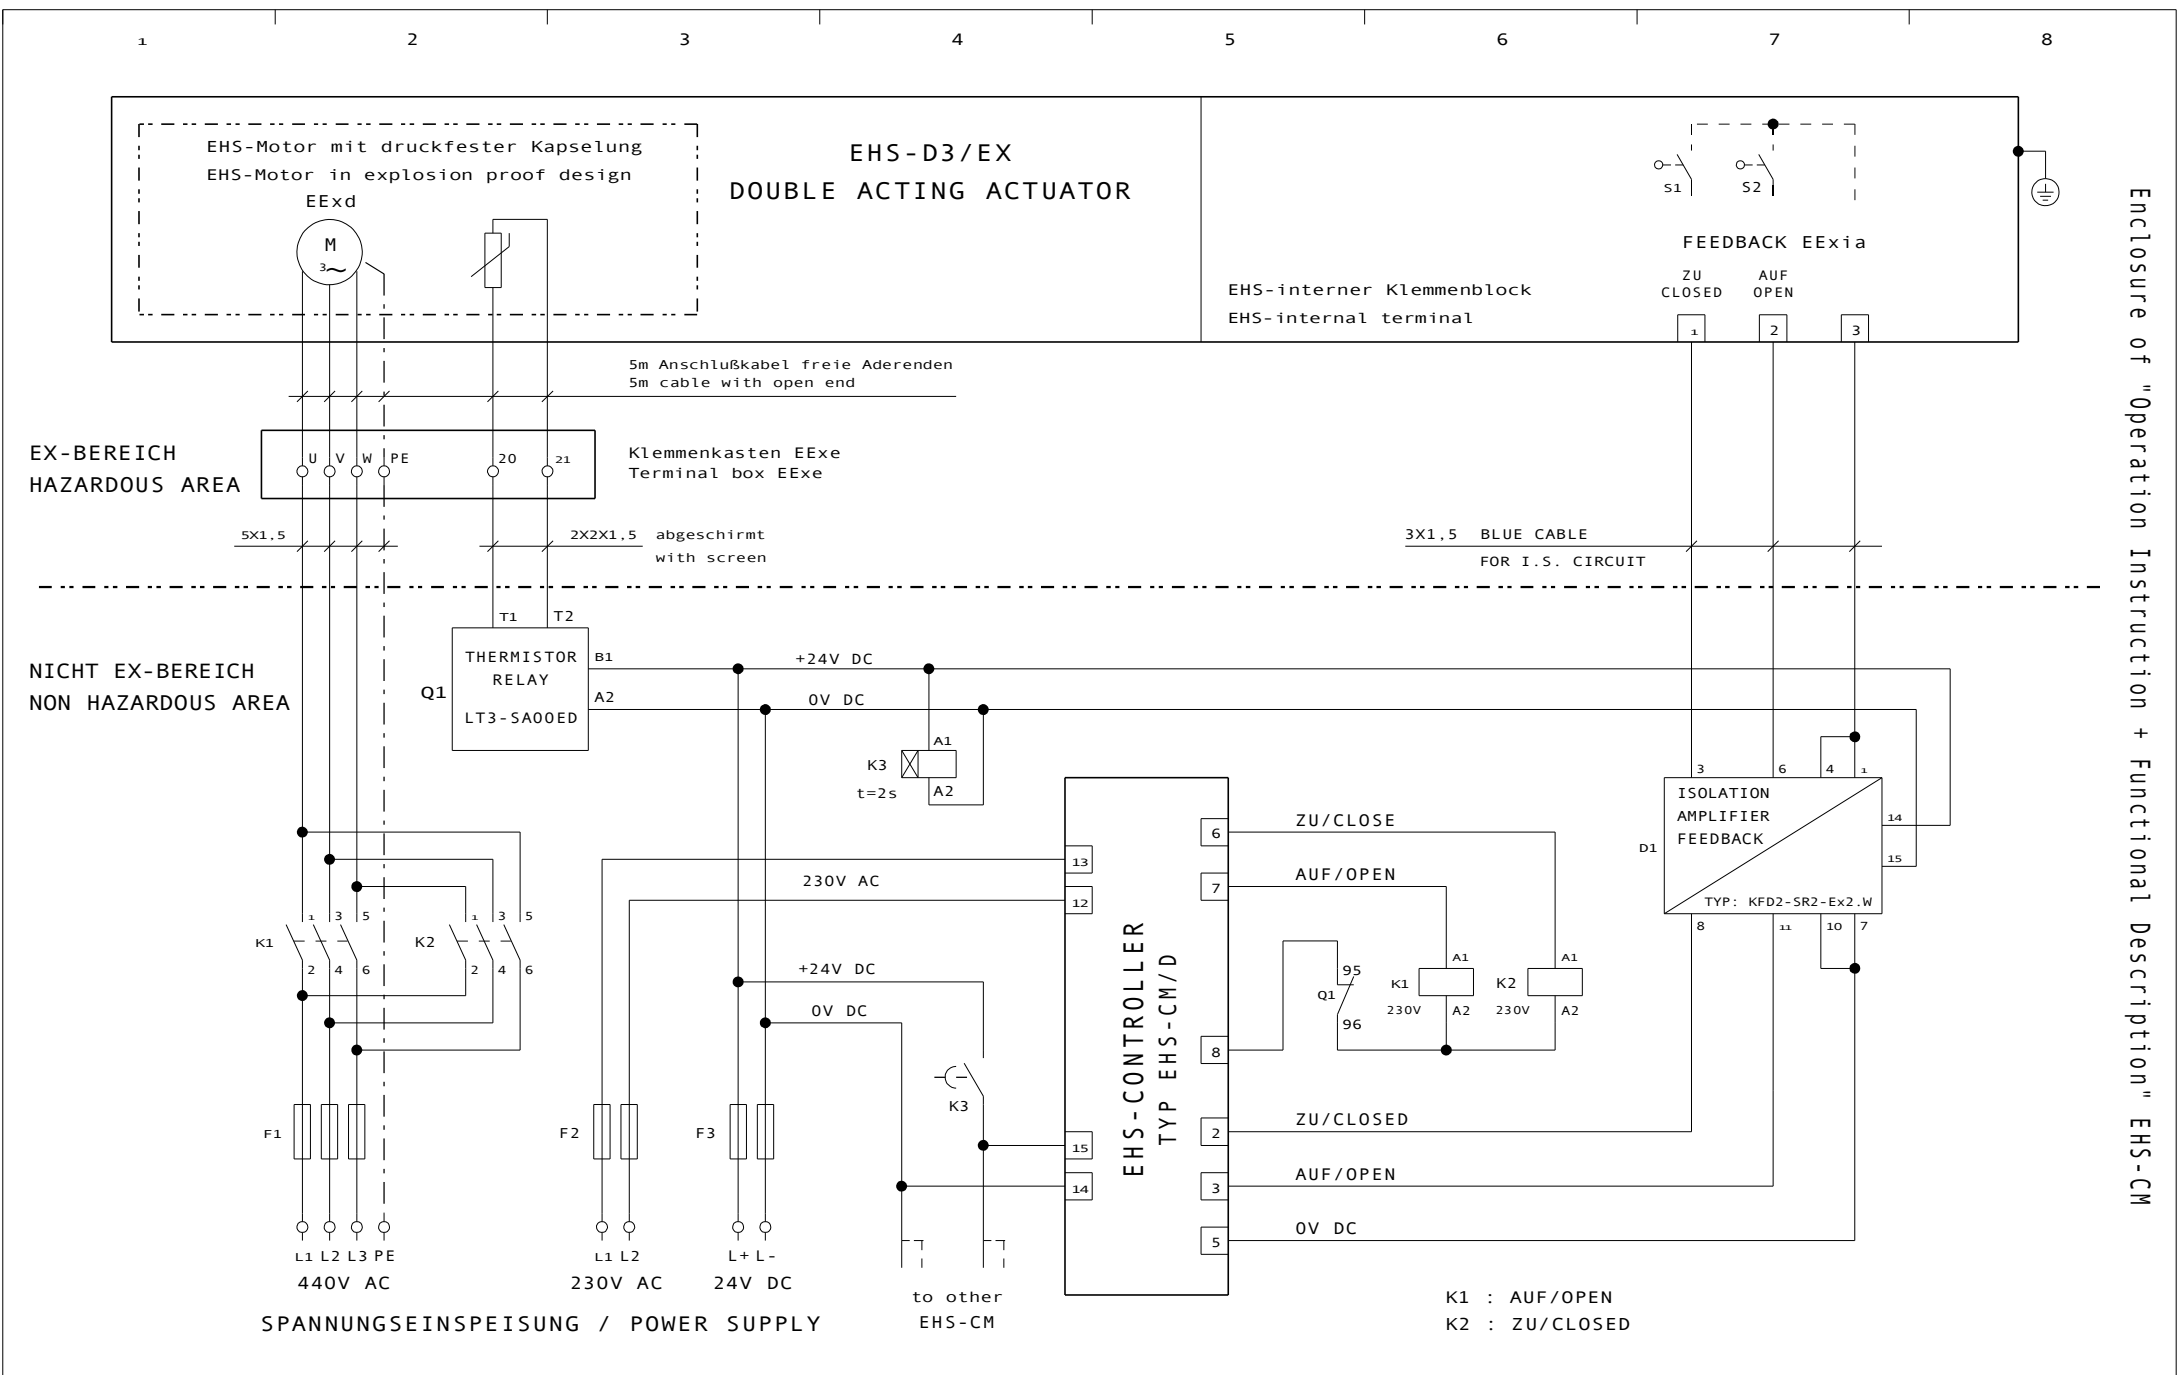 1 2 3 4 5 6 7 8
EHS-Motor mit druckfester Kapselung
EHS-Motor in explosion proof design
EExd
M
3~
EHS-D3/EX
DOUBLE ACTING ACTUATOR
S1 S2
FEEDBACK EExia
ZU AUF
CLOSED OPEN
EHS-interner Klemmenblock
EHS-internal terminal
1 2 3
5m Anschlußkabel freie Aderenden
5m cable with open end
EX-BEREICH
HAZARDOUS AREA
U V W PE 20 21
Klemmenkasten EExe
Terminal box EExe
5X1,5
2X2X1,5 abgeschirmt
with screen
3X1,5 BLUE CABLE
FOR I.S. CIRCUIT
NICHT EX-BEREICH
NON HAZARDOUS AREA
T1 T2
THERMISTOR
RELAY
LT3-SA00ED
Q1
B1
A2
+24V DC
0V DC
K3
t=2s
A1
A2
3 6 4 1
ISOLATION
AMPLIFIER
FEEDBACK
D1
TYP: KFD2-SR2-Ex2.W
14
15
8 11 10 7
K1
1 3 5
2 4 6
K2
1 3 5
2 4 6
230V AC
+24V DC
0V DC
K3
13
12
15
14
EHS-CONTROLLER
TYP EHS-CM/D
6
7
8
2
3
5
ZU/CLOSE
AUF/OPEN
Q1
95
96
K1
230V
A1
A2
K2
230V
A1
A2
ZU/CLOSED
AUF/OPEN
0V DC
F1 F2 F3
L1 L2 L3 PE
440V AC
L1 L2
230V AC
L+ L-
24V DC
to other
EHS-CM
SPANNUNGSEINSPEISUNG / POWER SUPPLY
K1 : AUF/OPEN
K2 : ZU/CLOSED
Enclosure of "Operation Instruction + Functional Description" EHS-CM